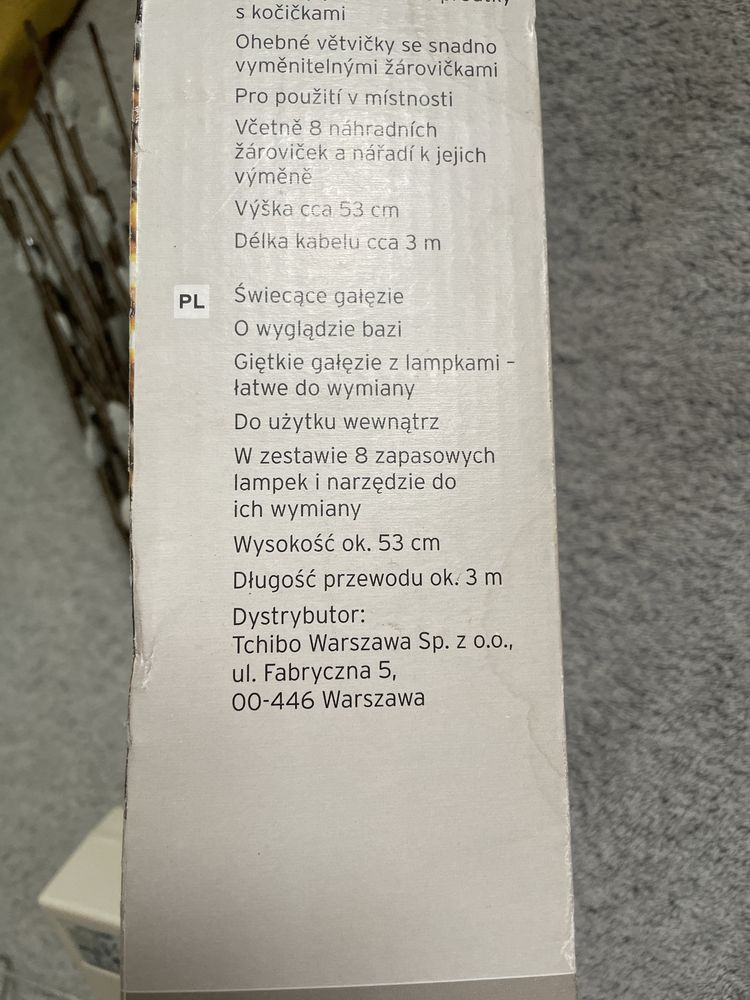 s kočičkami
Ohebné větvičky se snadno
vyměnitelnými žárovičkami
Pro použití v místnosti
Včetně 8 náhradních
žároviček a nářadí k jejich
výměně
Výška cca 53 cm
Délka kabelu cca 3 m
PL
Świecące gałęzie
O wyglądzie bazi
Giętkie gałęzie z lampkami –
łatwe do wymiany
Do użytku wewnątrz
W zestawie 8 zapasowych
lampek i narzędzie do
ich wymiany
Wysokość ok. 53 cm
Długość przewodu ok. 3 m
Dystrybutor:
Tchibo Warszawa Sp. z o.o.,
ul. Fabryczna 5,
00-446 Warszawa